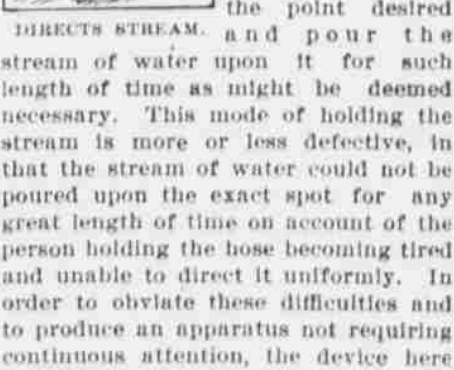 the point desired
DIRECTS STREAM.
and pour the
stream of water upon it for such
length of time as might be deemed
necessary. This mode of holding the
stream is more or less defective, in
that the stream of water could not be
poured upon the exact spot for any
great length of time on account of the
person holding the hose becoming tired
and unable to direct it uniformly. In
order to obviate these difficulties and
to produce an apparatus not requiring
continuous attention, the device here